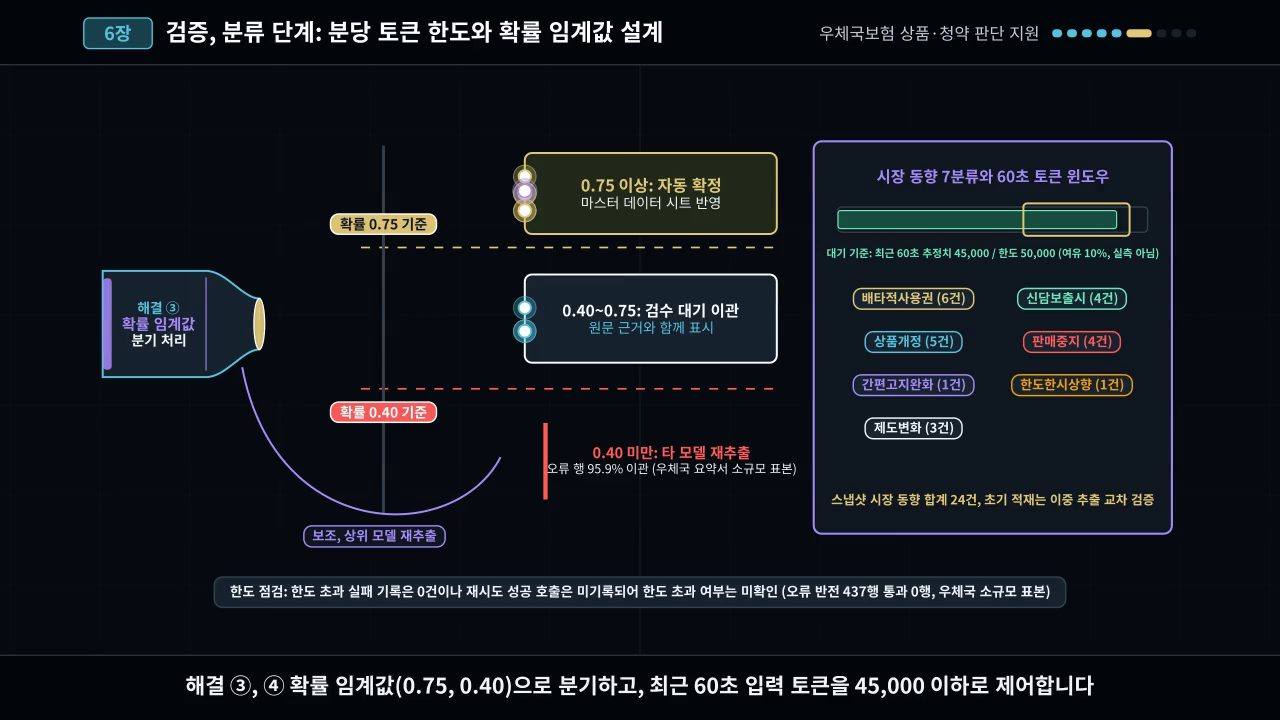 6장
검증, 분류 단계: 분당 토큰 한도와 확률 임계값 설계
우체국보험 상품·청약 판단 지원
해결 ③
확률 임계값
분기 처리
확률 0.75 기준
확률 0.40 기준
보조, 상위 모델 재추출
0.75 이상: 자동 확정
마스터 데이터 시트 반영
0.40~0.75: 검수 대기 이관
원문 근거와 함께 표시
0.40 미만: 타 모델 재추출
오류 행 95.9% 이관 (우체국 요약서 소규모 표본)
시장 동향 7분류와 60초 토큰 윈도우
대기 기준: 최근 60초 추정치 45,000 / 한도 50,000 (여유 10%, 실측 아님)
배타적사용권 (6건)
신담보출시 (4건)
상품개정 (5건)
판매중지 (4건)
간편고지완화 (1건)
한도한시상향 (1건)
제도변화 (3건)
스냅샷 시장 동향 합계 24건, 초기 적재는 이중 추출 교차 검증
한도 점검: 한도 초과 실패 기록은 0건이나 재시도 성공 호출은 미기록되어 한도 초과 여부는 미확인 (오류 반전 437행 통과 0행, 우체국 소규모 표본)
해결 ③, ④ 확률 임계값(0.75, 0.40)으로 분기하고, 최근 60초 입력 토큰을 45,000 이하로 제어합니다